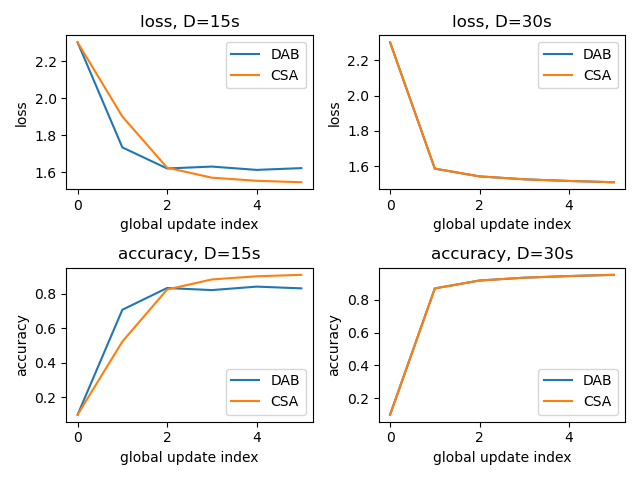 loss, D=15s
loss
2.2
2.0
1.8
1.6
0
2
4
global update index
DAB
CSA
loss, D=30s
loss
2.2
2.0
1.8
1.6
0
2
4
global update index
DAB
CSA
accuracy, D=15s
accuracy
0.8
0.6
0.4
0.2
0
2
4
global update index
DAB
CSA
accuracy, D=30s
accuracy
0.8
0.6
0.4
0.2
0
2
4
global update index
DAB
CSA